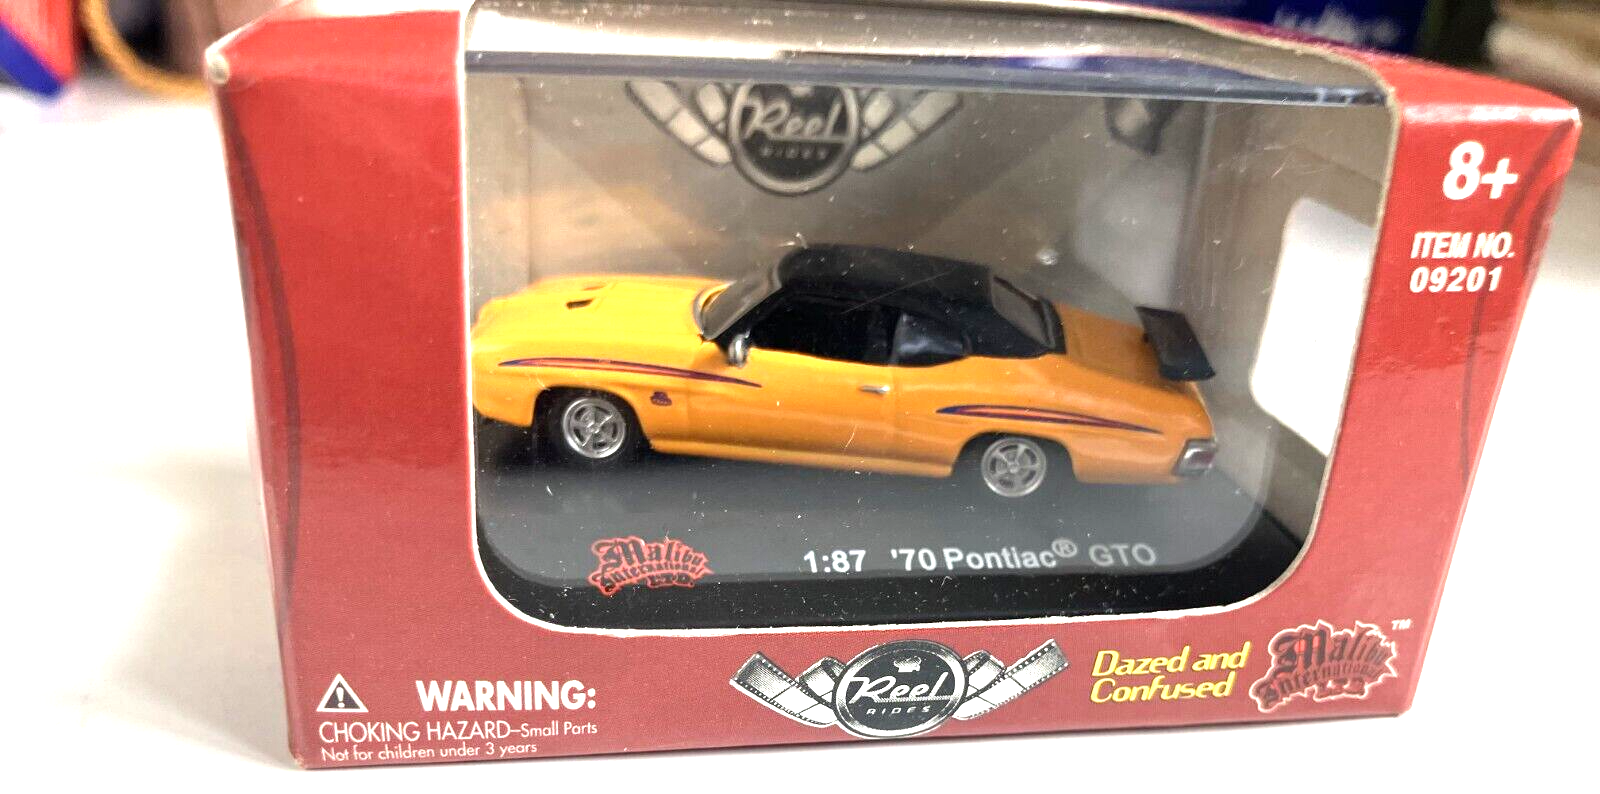 Reel
RIDES
8+
ITEM NO.
09201
Malibu
International
LTD.
1:87 '70 Pontiac® GTO
WARNING:
CHOKING HAZARD–Small Parts
Not for children under 3 years
Reel
RIDES
Dazed and
Confused
Malibu
International
LTD.
TM